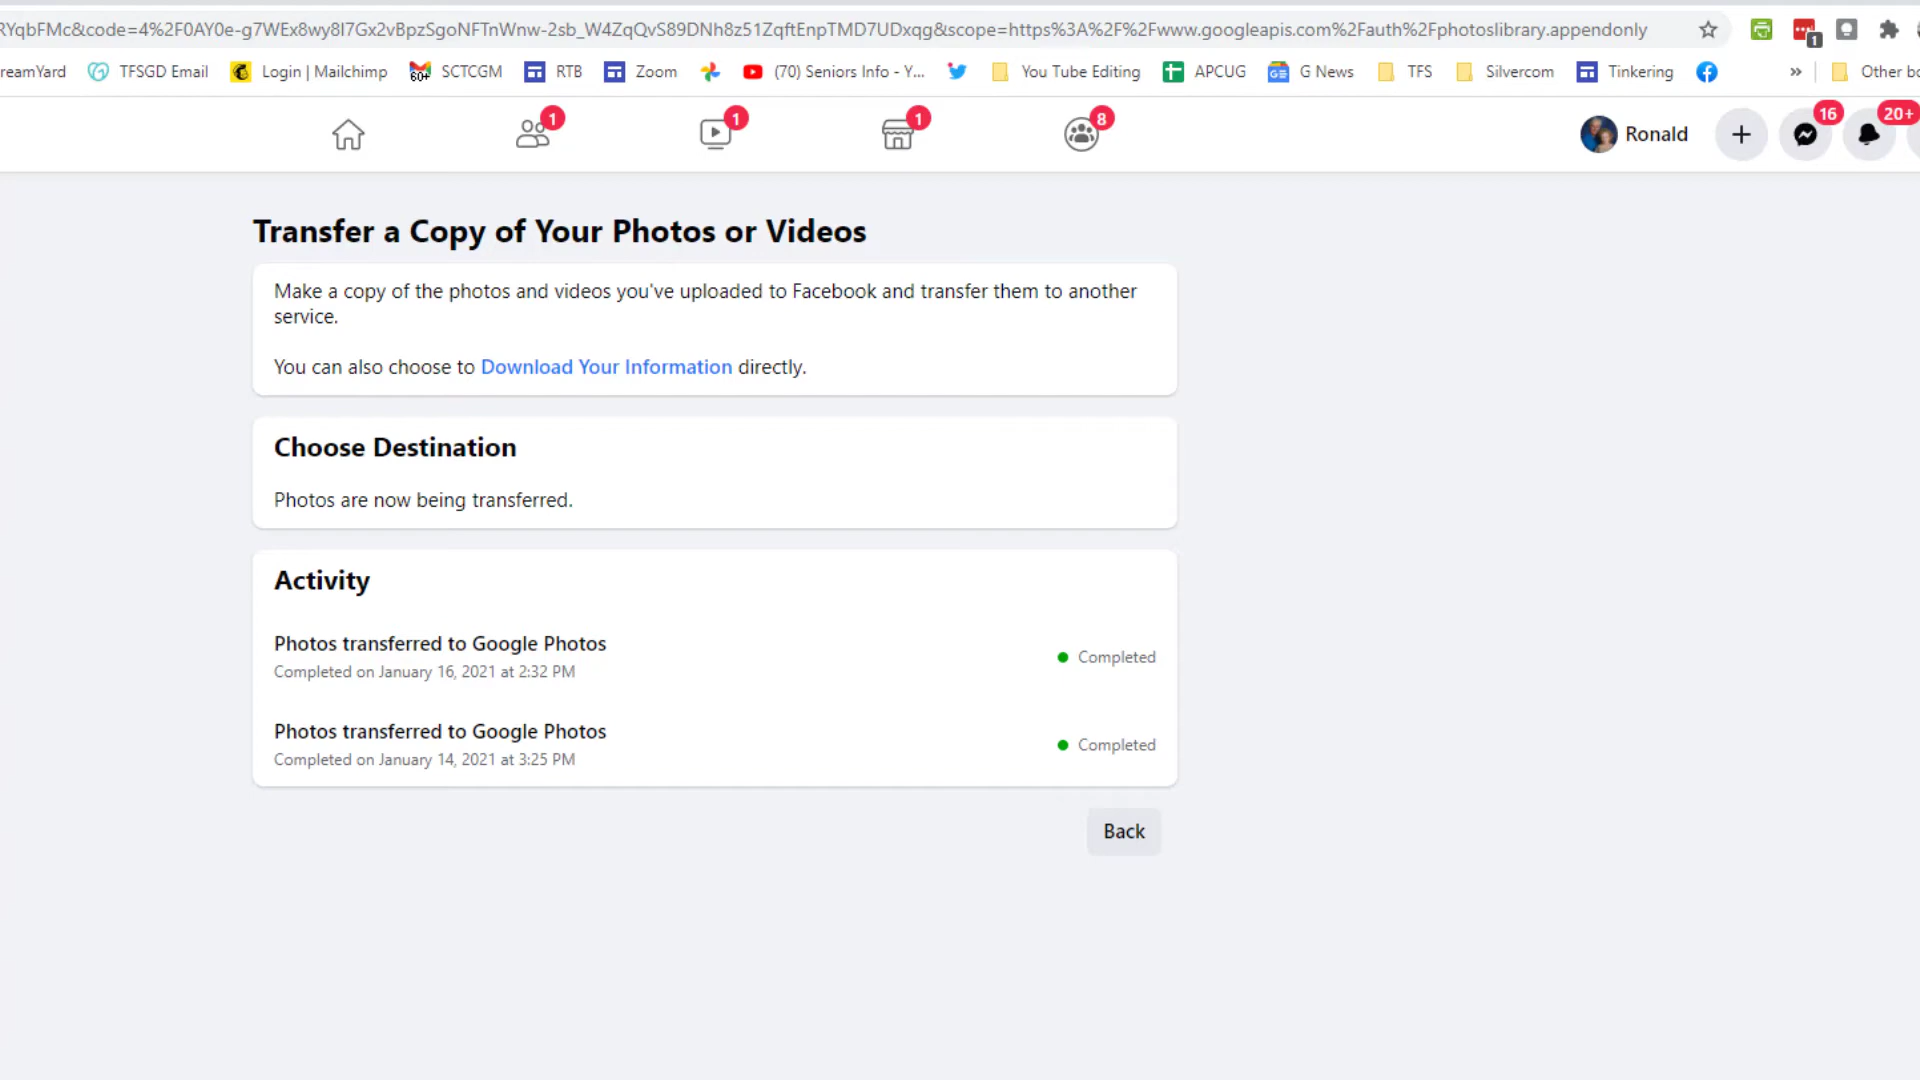 RYqbFMc&code=4%2F0AY0e-g7WEx8wy8I7Gx2vBpzSgoNFTnWnw-2sb_W4ZqQvS89DNh8z51ZqftEnpTMD7UDxqg&scope=https%3A%2F%2Fwww.googleapis.com%2Fauth%2Fphotoslibrary.appendonly 1
reamYard TFSGD Email Login | Mailchimp 60+ SCTCGM RTB Zoom (70) Seniors Info - Y... You Tube Editing APCUG G News TFS Silvercom Tinkering » Other bo
1 1 1 8 Ronald 16 20+
Transfer a Copy of Your Photos or Videos
Make a copy of the photos and videos you've uploaded to Facebook and transfer them to another
service.
You can also choose to Download Your Information directly.
Choose Destination
Photos are now being transferred.
Activity
Photos transferred to Google Photos
Completed on January 16, 2021 at 2:32 PM
Completed
Photos transferred to Google Photos
Completed on January 14, 2021 at 3:25 PM
Completed
Back